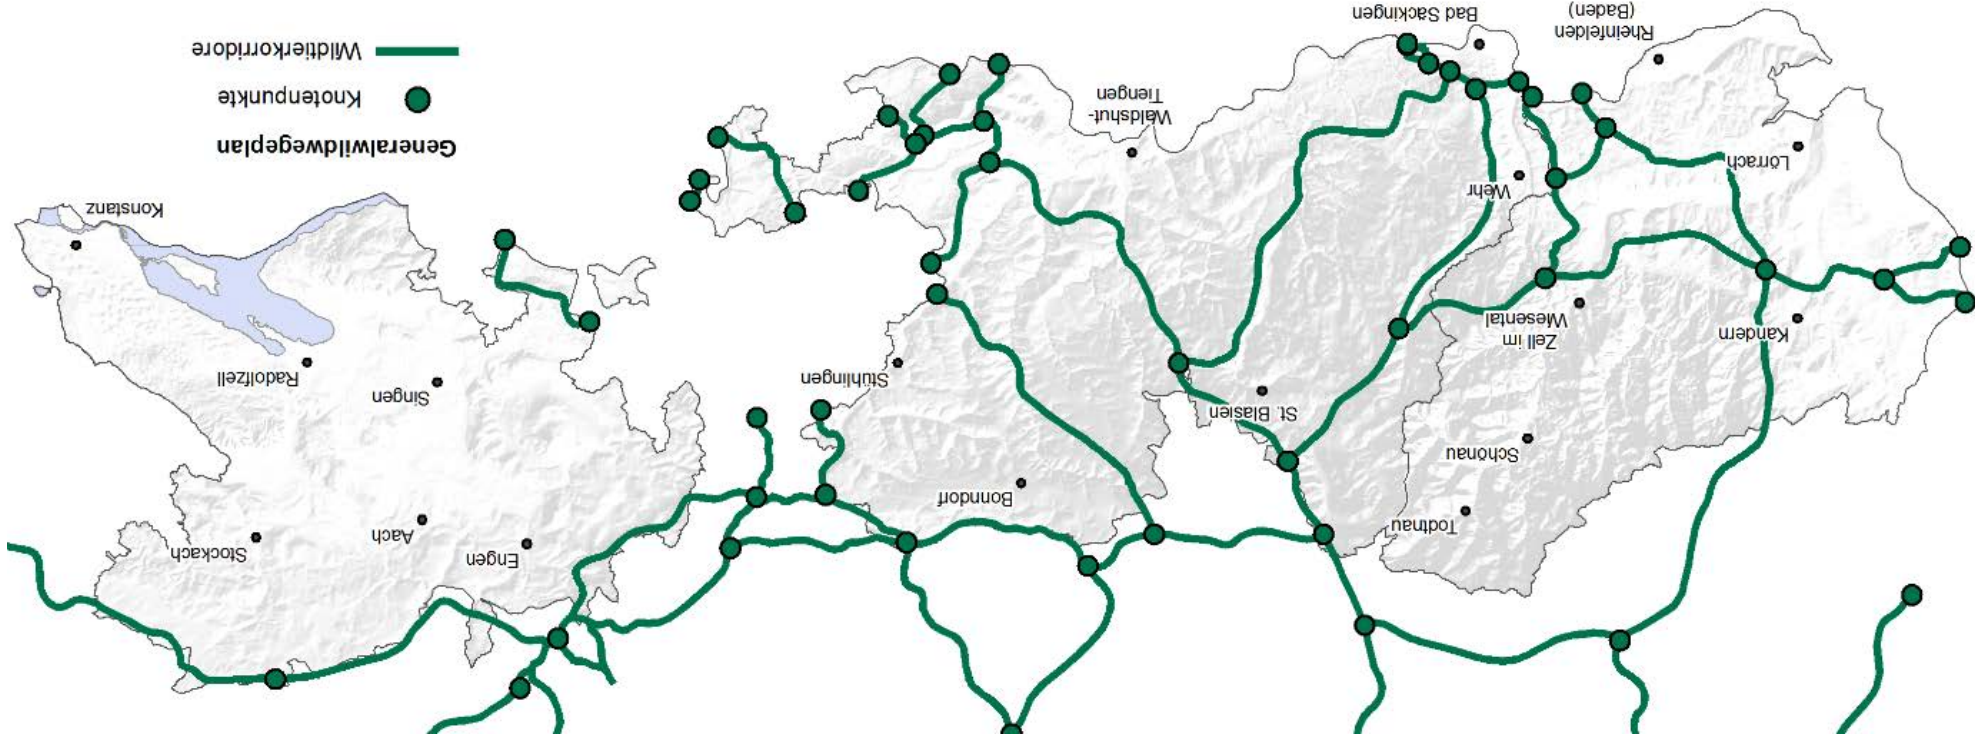 Todtnau
Engen
Stockach
Aach
Bonndorf
Schönau
St. Blasien
Singen
Stühlingen
Radolfzell
Zell im
Wiesental
Kandern
Konstanz
Wehr
Lörrach
Waldshut-
Tiengen
Rheinfelden
(Baden)
Bad Säckingen
Generalwildwegeplan
Knotenpunkte
Wildtierkorridore